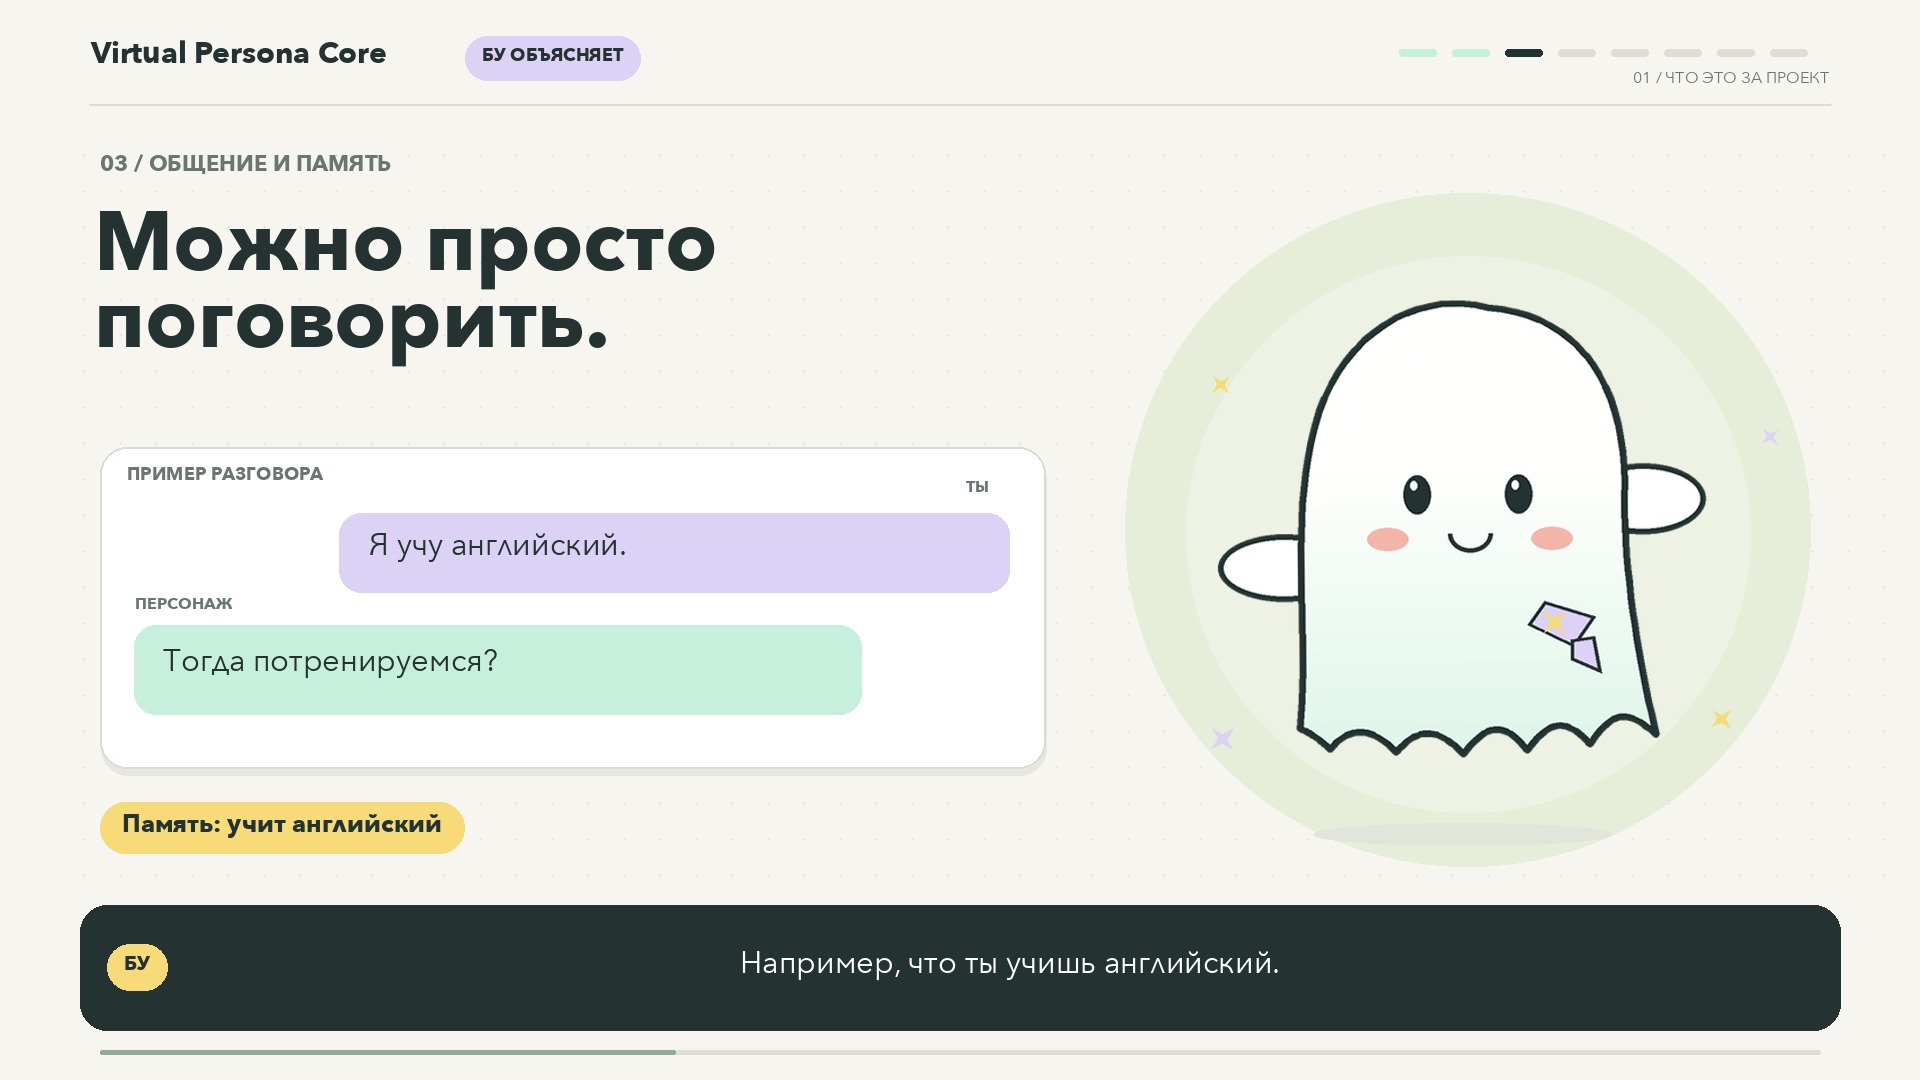 Virtual Persona Core
БУ ОБЪЯСНЯЕТ
01 / ЧТО ЭТО ЗА ПРОЕКТ
03 / ОБЩЕНИЕ И ПАМЯТЬ
Можно просто
поговорить.
ПРИМЕР РАЗГОВОРА
ТЫ
Я учу английский.
ПЕРСОНАЖ
Тогда потренируемся?
Память: учит английский
БУ
Например, что ты учишь английский.